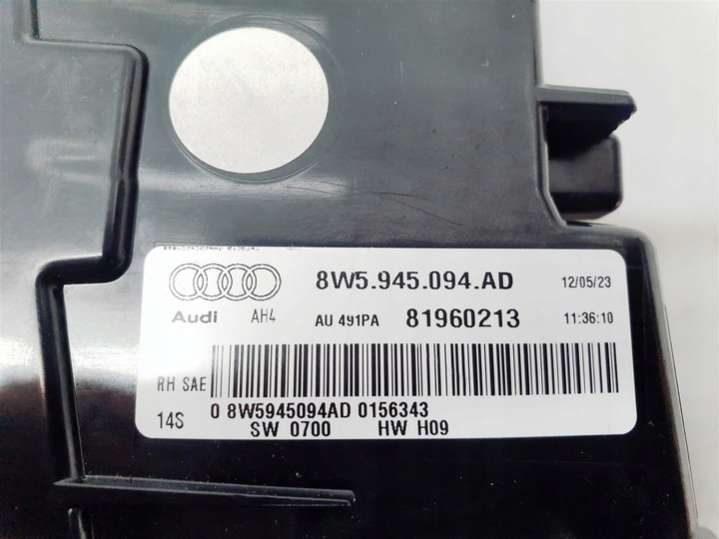 8W5.945.094.AD 12/05/23
Audi AH4 AU 491PA 81960213 11:36:10
RH SAE
14S 0 8W5945094AD 0156343
SW 0700 HW H09